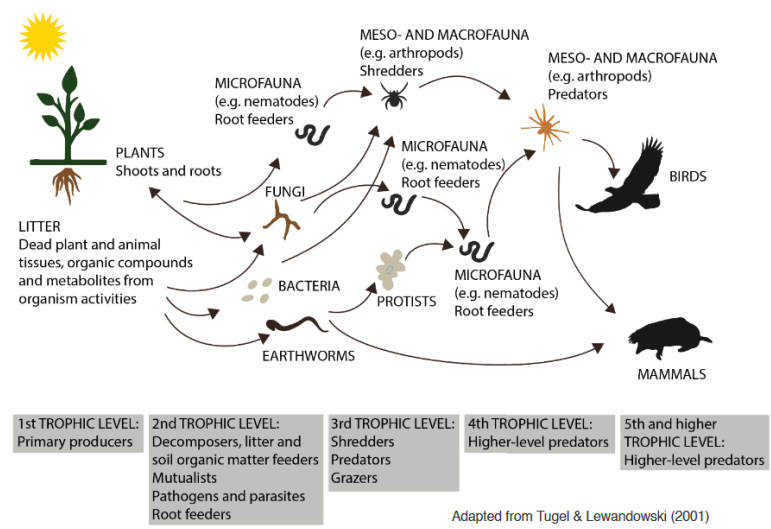 MESO- AND MACROFAUNA
(e.g. arthropods)
Shredders
MESO- AND MACROFAUNA
(e.g. arthropods)
Predators
MICROFAUNA
(e.g. nematodes)
Root feeders
PLANTS
Shoots and roots
MICROFAUNA
(e.g. nematodes)
Root feeders
FUNGI
BIRDS
LITTER
Dead plant and animal
tissues, organic compounds
and metabolites from
organism activities
BACTERIA
PROTISTS
MICROFAUNA
(e.g. nematodes)
Root feeders
EARTHWORMS
MAMMALS
1st TROPHIC LEVEL:
Primary producers
2nd TROPHIC LEVEL:
Decomposers, litter and
soil organic matter feeders
Mutualists
Pathogens and parasites
Root feeders
3rd TROPHIC LEVEL:
Shredders
Predators
Grazers
4th TROPHIC LEVEL:
Higher-level predators
5th and higher
TROPHIC LEVEL:
Higher-level predators
Adapted from Tugel & Lewandowski (2001)